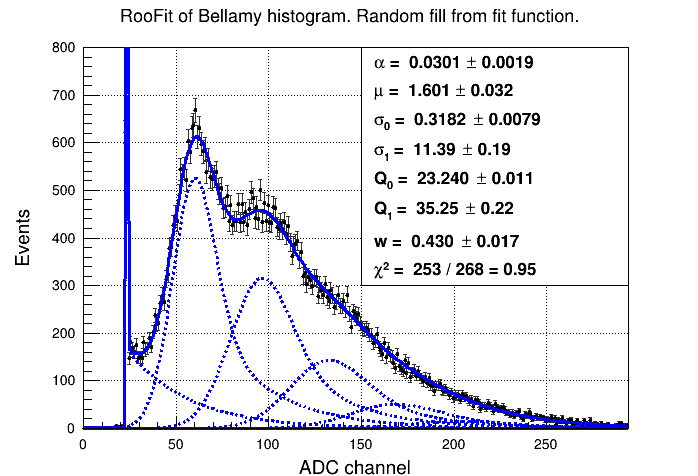 RooFit of Bellamy histogram. Random fill from fit function.
α = 0.0301 ± 0.0019
μ = 1.601 ± 0.032
σ₀ = 0.3182 ± 0.0079
σ₁ = 11.39 ± 0.19
Q₀ = 23.240 ± 0.011
Q₁ = 35.25 ± 0.22
w = 0.430 ± 0.017
χ² = 253 / 268 = 0.95
Events
800
700
600
500
400
300
200
100
0
0 50 100 150 200 250
ADC channel